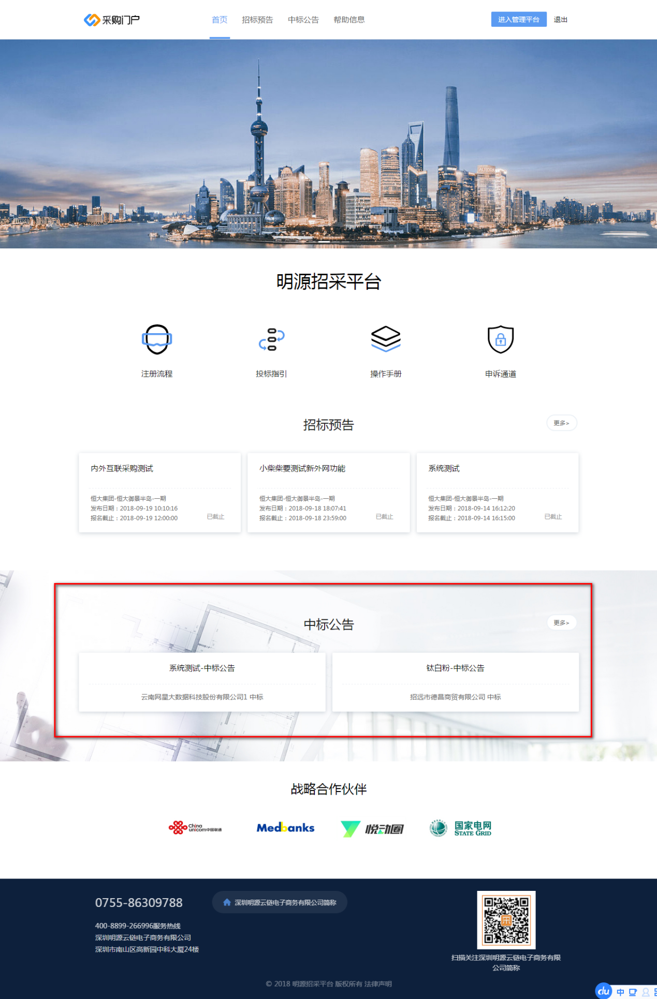 采购门户
首页 招标预告 中标公告 帮助信息
进入管理平台 退出
AURORA
明源招采平台
注册流程 投标指引 操作手册 申诉通道
招标预告
更多>
内外互联采购测试
恒大集团-恒大御景半岛-一期
发布日期：2018-09-19 10:10:16
报名截止：2018-09-19 12:00:00
已截止
小柴柴要测试新外网功能
恒大集团-恒大御景半岛-一期
发布日期：2018-09-18 18:07:41
报名截止：2018-09-18 23:59:00
已截止
系统测试
恒大集团-恒大御景半岛-一期
发布日期：2018-09-14 16:12:20
报名截止：2018-09-14 16:15:00
已截止
中标公告
更多>
系统测试-中标公告
云南网星大数据科技股份有限公司1 中标
钛白粉-中标公告
招远市德昌商贸有限公司 中标
战略合作伙伴
China
unicom中国联通
Medbanks
悦动圈
国家电网
STATE GRID
0755-86309788
深圳明源云链电子商务有限公司简称
400-8899-266996服务热线
深圳明源云链电子商务有限公司
深圳市南山区高新园中科大厦24楼
采
扫描关注深圳明源云链电子商务有限
公司简称
© 2018 明源招采平台 版权所有 法律声明
du 中